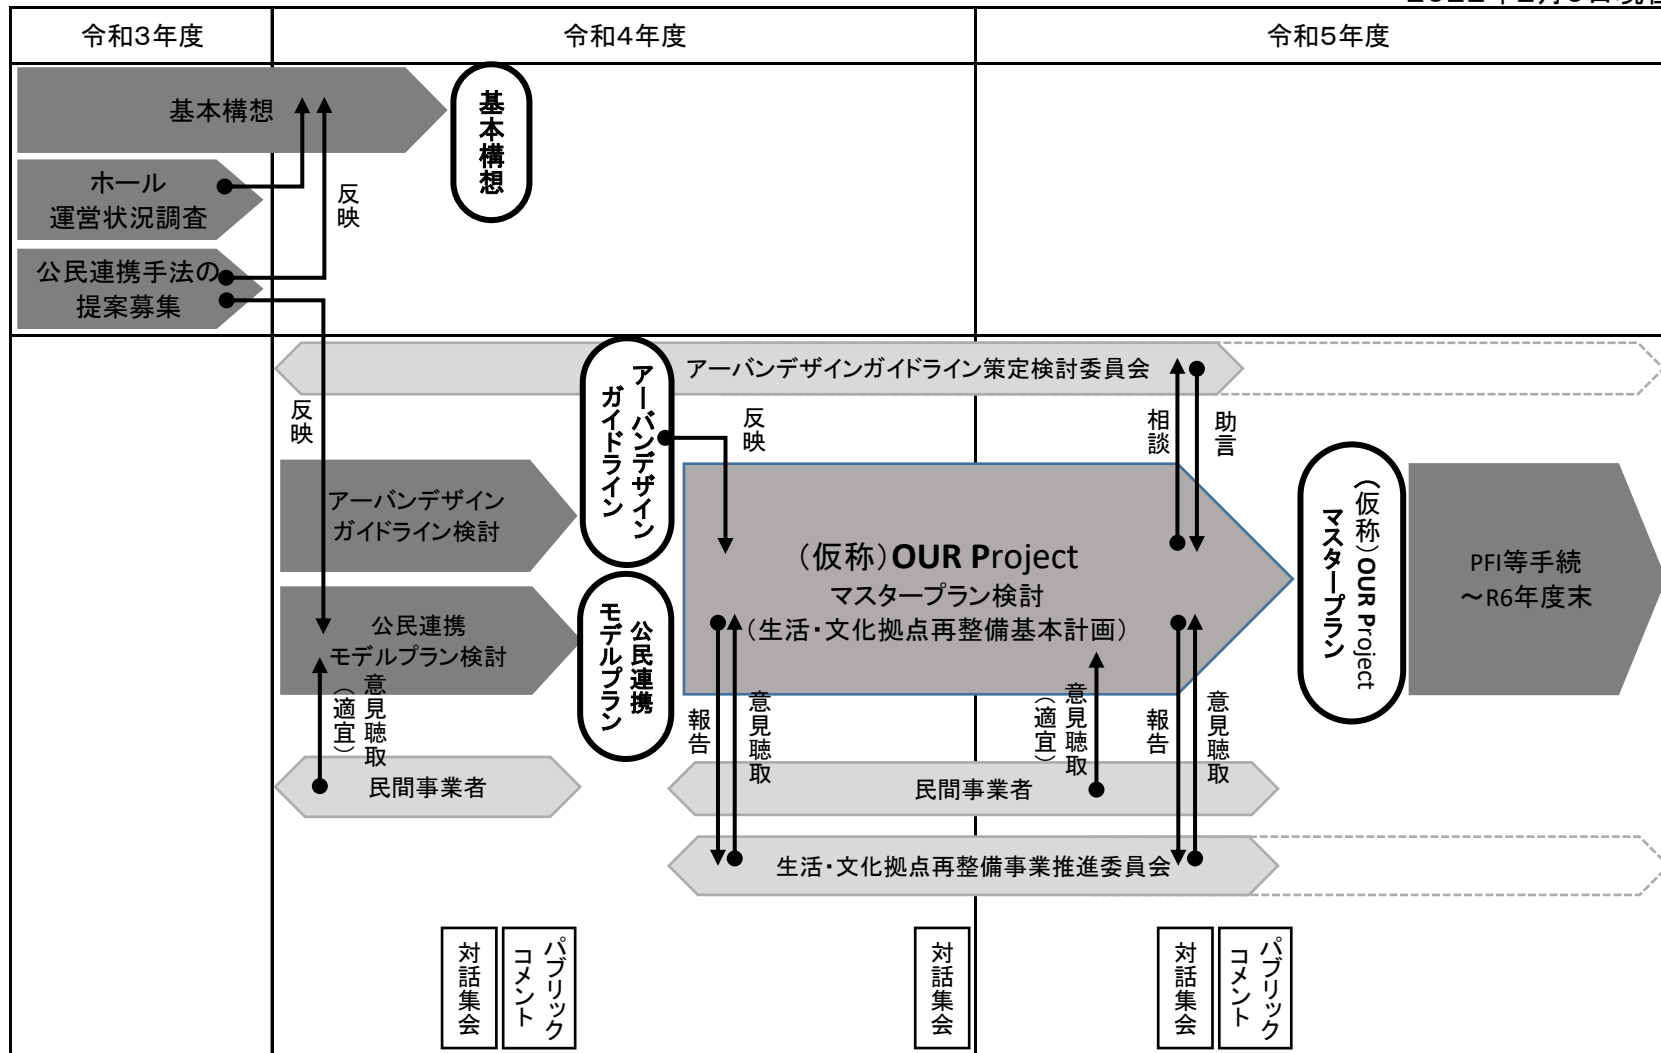 令和3年度
令和4年度
令和5年度
基本構想
基本構想
ホール
運営状況調査
反映
公民連携手法の
提案募集
アーバンデザインガイドライン策定検討委員会
アーバンデザイン
ガイドライン
反映
反映
相談
助言
アーバンデザイン
ガイドライン検討
（仮称）OUR Project
マスタープラン検討
（生活・文化拠点再整備基本計画）
（仮称）OUR Project
マスタープラン
PFI等手続
～R6年度末
公民連携
モデルプラン検討
公民連携
モデルプラン
意見聴取
（適宜）
報告
意見聴取
意見聴取
（適宜）
報告
意見聴取
民間事業者
民間事業者
生活・文化拠点再整備事業推進委員会
対話集会
パブリック
コメント
対話集会
対話集会
パブリック
コメント